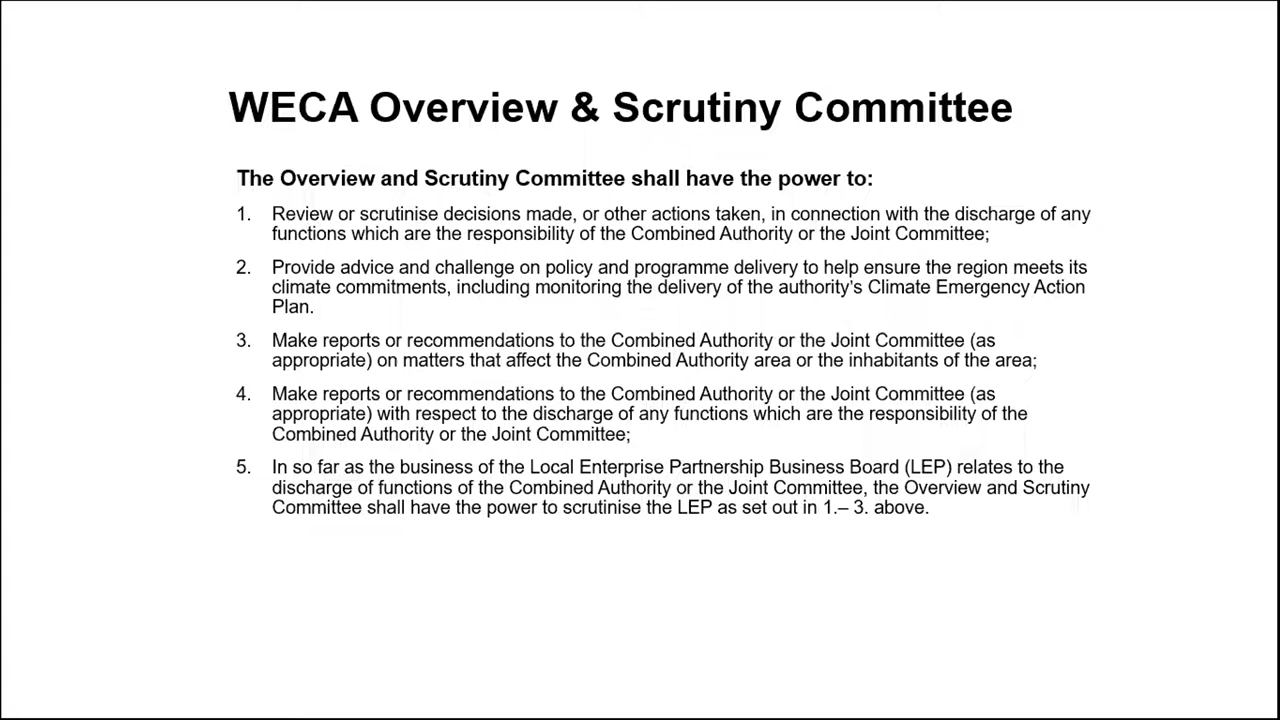 WECA Overview & Scrutiny Committee
The Overview and Scrutiny Committee shall have the power to:
1. Review or scrutinise decisions made, or other actions taken, in connection with the discharge of any
functions which are the responsibility of the Combined Authority or the Joint Committee;
2. Provide advice and challenge on policy and programme delivery to help ensure the region meets its
climate commitments, including monitoring the delivery of the authority’s Climate Emergency Action
Plan.
3. Make reports or recommendations to the Combined Authority or the Joint Committee (as
appropriate) on matters that affect the Combined Authority area or the inhabitants of the area;
4. Make reports or recommendations to the Combined Authority or the Joint Committee (as
appropriate) with respect to the discharge of any functions which are the responsibility of the
Combined Authority or the Joint Committee;
5. In so far as the business of the Local Enterprise Partnership Business Board (LEP) relates to the
discharge of functions of the Combined Authority or the Joint Committee, the Overview and Scrutiny
Committee shall have the power to scrutinise the LEP as set out in 1.– 3. above.